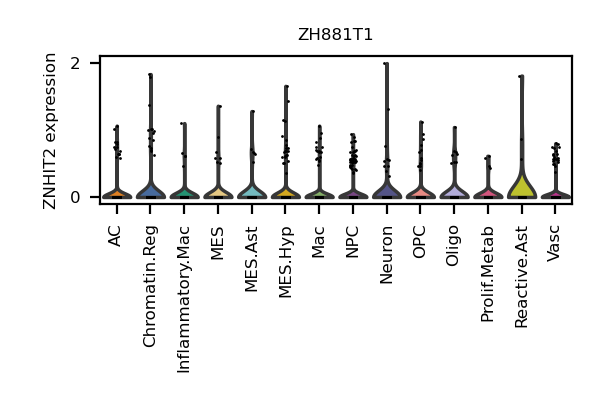 ZH881T1
ZNHIT2 expression
2
0
AC
Chromatin.Reg
Inflammatory.Mac
MES
MES.Ast
MES.Hyp
Mac
NPC
Neuron
OPC
Oligo
Prolif.Metab
Reactive.Ast
Vasc